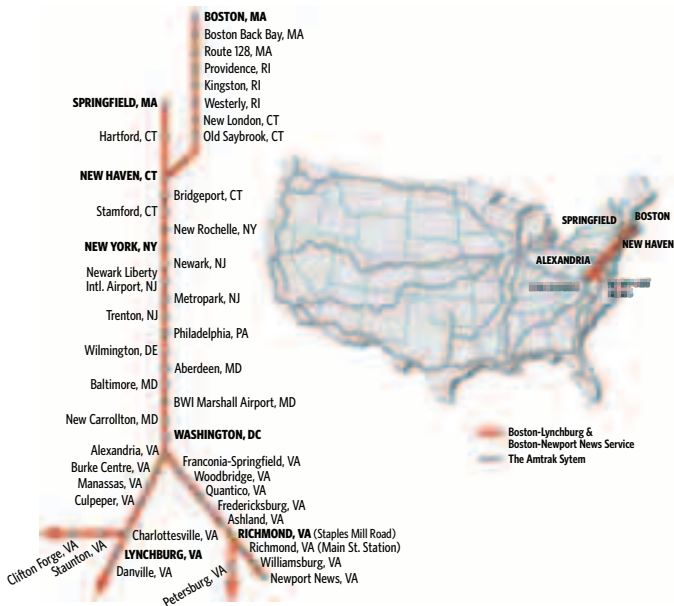 BOSTON, MA
Boston Back Bay, MA
Route 128, MA
Providence, RI
Kingston, RI
SPRINGFIELD, MA
Westerly, RI
New London, CT
Hartford, CT
Old Saybrook, CT
NEW HAVEN, CT
Bridgeport, CT
Stamford, CT
New Rochelle, NY
NEW YORK, NY
Newark, NJ
Newark Liberty
Intl. Airport, NJ
Metropark, NJ
Trenton, NJ
Philadelphia, PA
Wilmington, DE
Aberdeen, MD
Baltimore, MD
BWI Marshall Airport, MD
New Carrollton, MD
WASHINGTON, DC
Alexandria, VA
Franconia-Springfield, VA
Burke Centre, VA
Woodbridge, VA
Manassas, VA
Quantico, VA
Culpeper, VA
Fredericksburg, VA
Ashland, VA
Charlottesville, VA
RICHMOND, VA (Staples Mill Road)
Richmond, VA (Main St. Station)
Clifton Forge, VA
Staunton, VA
LYNCHBURG, VA
Williamsburg, VA
Danville, VA
Petersburg, VA
Newport News, VA
SPRINGFIELD
BOSTON
NEW HAVEN
ALEXANDRIA
Boston-Lynchburg &
Boston-Newport News Service
The Amtrak Sytem